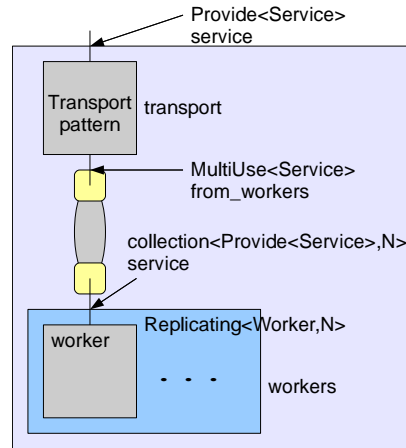 Provide<Service>
service
Transport
pattern
transport
MultiUse<Service>
from_workers
collection<Provide<Service>,N>
service
Replicating<Worker,N>
worker
. . .
workers